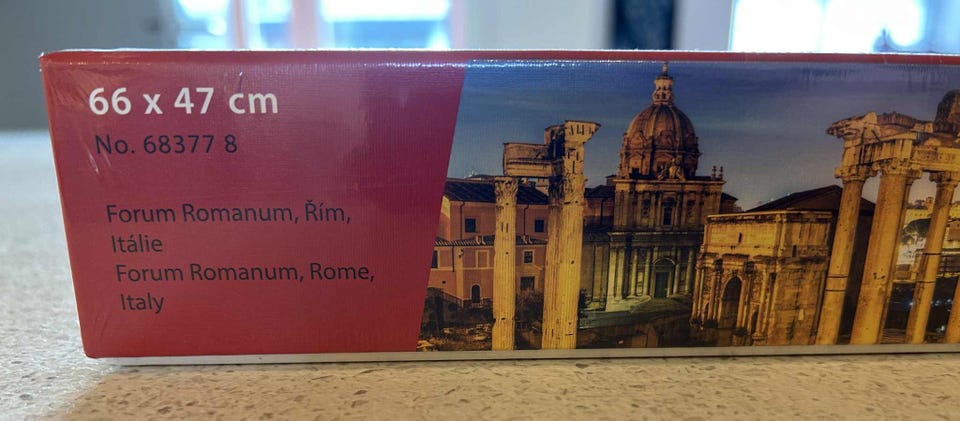 66 x 47 cm
No. 68377 8
Forum Romanum, Řím,
Itálie
Forum Romanum, Rome,
Italy